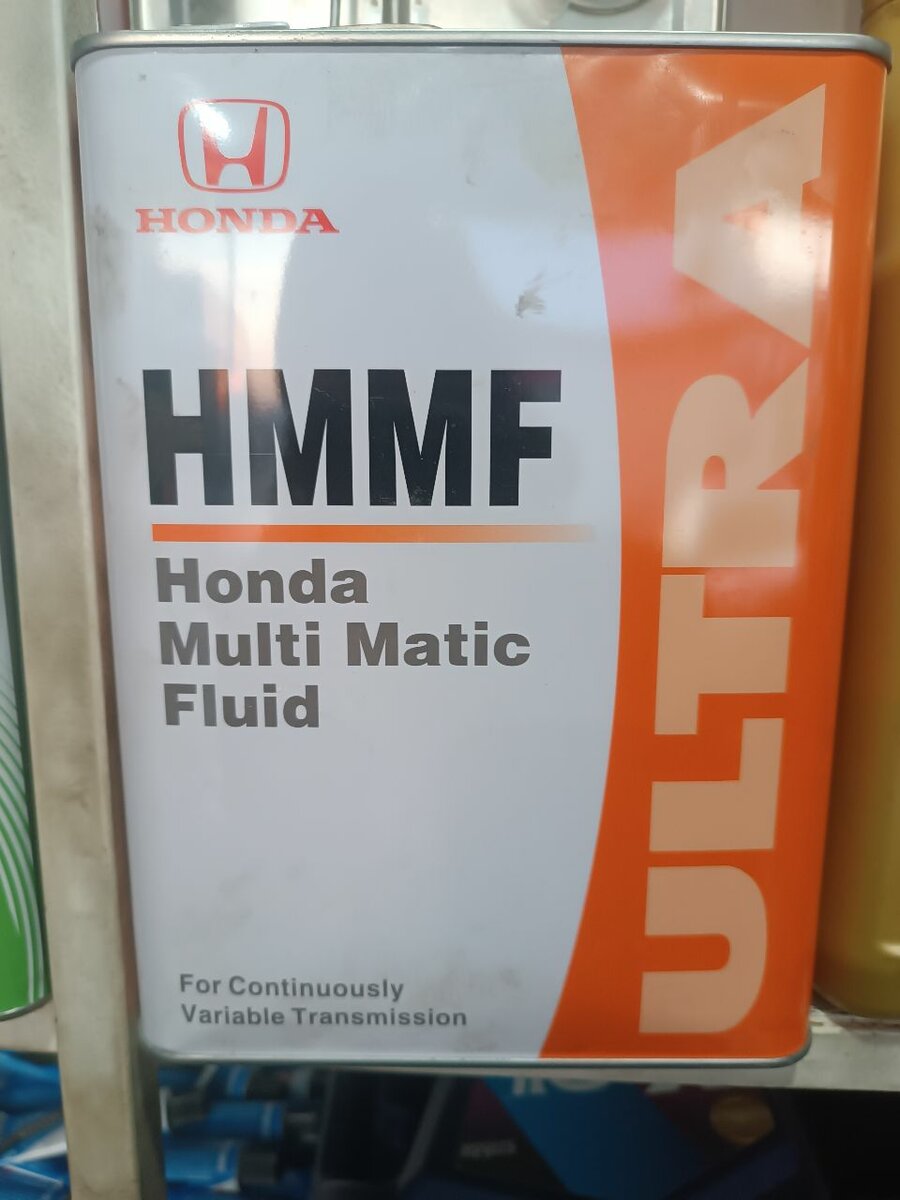 HONDA
HMMF
Honda
Multi Matic
Fluid
For Continuously
Variable Transmission
ULTRA